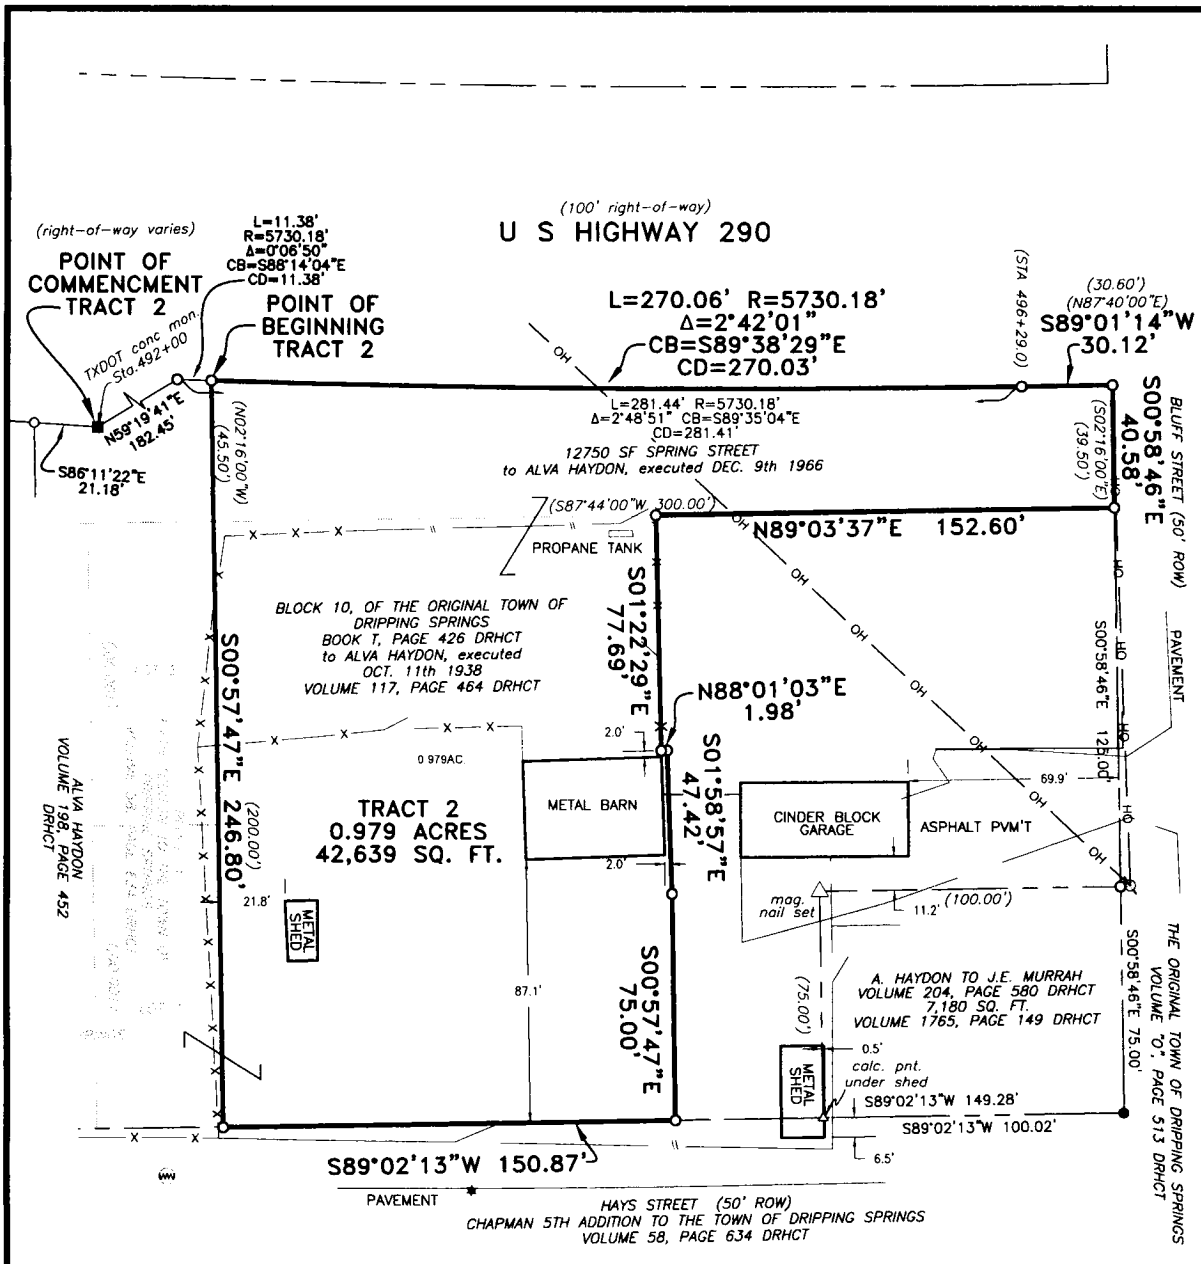 (100' right-of-way)
U S HIGHWAY 290
(right-of-way varies)
POINT OF
COMMENCMENT
TRACT 2
L=11.38'
R=5730.18'
Δ=0°06'50"
CB=S88°14'04"E
CD=11.38'
POINT OF
BEGINNING
TRACT 2
TXDOT conc mon.
Sta.492+00
N59°19'41"E
182.45'
S86°11'22"E
21.18'
L=270.06' R=5730.18'
Δ=2°42'01"
CB=S89°38'29"E
CD=270.03'
(STA 496+29.0)
(30.60')
(N87°40'00"E)
S89°01'14"W
30.12'
L=281.44' R=5730.18'
Δ=2°48'51" CB=S89°35'04"E
CD=281.41'
12750 SF SPRING STREET
to ALVA HAYDON, executed DEC. 9th 1966
(N02°16'00"W)
(45.50')
S00°58'46"E
40.58'
(S02°16'00"E)
(39.50')
BLUFF STREET (50' ROW)
(S87°44'00"W 300.00')
N89°03'37"E 152.60'
PROPANE TANK
OH
OH
OH
OH
OH
OH
OH
OH
HO
HO
HO
HO
HO
BLOCK 10, OF THE ORIGINAL TOWN OF
DRIPPING SPRINGS
BOOK T, PAGE 426 DRHCT
to ALVA HAYDON, executed
OCT. 11th 1938
VOLUME 117, PAGE 464 DRHCT
S01°22'29"E
77.69'
N88°01'03"E
1.98'
S00°58'46"E 125.00'
PAVEMENT
S00°57'47"E 246.80'
(200.00')
ALVA HAYDON
VOLUME 198, PAGE 452
DRHCT
0.979AC.
2.0'
METAL BARN
2.0'
S01°58'57"E
47.42'
TRACT 2
0.979 ACRES
42,639 SQ. FT.
CINDER BLOCK
GARAGE
69.9'
ASPHALT PVM'T
21.8'
METAL
SHED
mag.
nail set
11.2'
(100.00')
87.1'
S00°57'47"E
75.00'
(75.00')
A. HAYDON TO J.E. MURRAH
VOLUME 204, PAGE 580 DRHCT
7,180 SQ. FT.
VOLUME 1765, PAGE 149 DRHCT
S00°58'46"E 75.00'
THE ORIGINAL TOWN OF DRIPPING SPRINGS
VOLUME "O", PAGE 513 DRHCT
METAL
SHED
0.5'
calc. pnt.
under shed
S89°02'13"W 149.28'
S89°02'13"W 100.02'
6.5'
S89°02'13"W 150.87'
PAVEMENT
HAYS STREET (50' ROW)
CHAPMAN 5TH ADDITION TO THE TOWN OF DRIPPING SPRINGS
VOLUME 58, PAGE 634 DRHCT